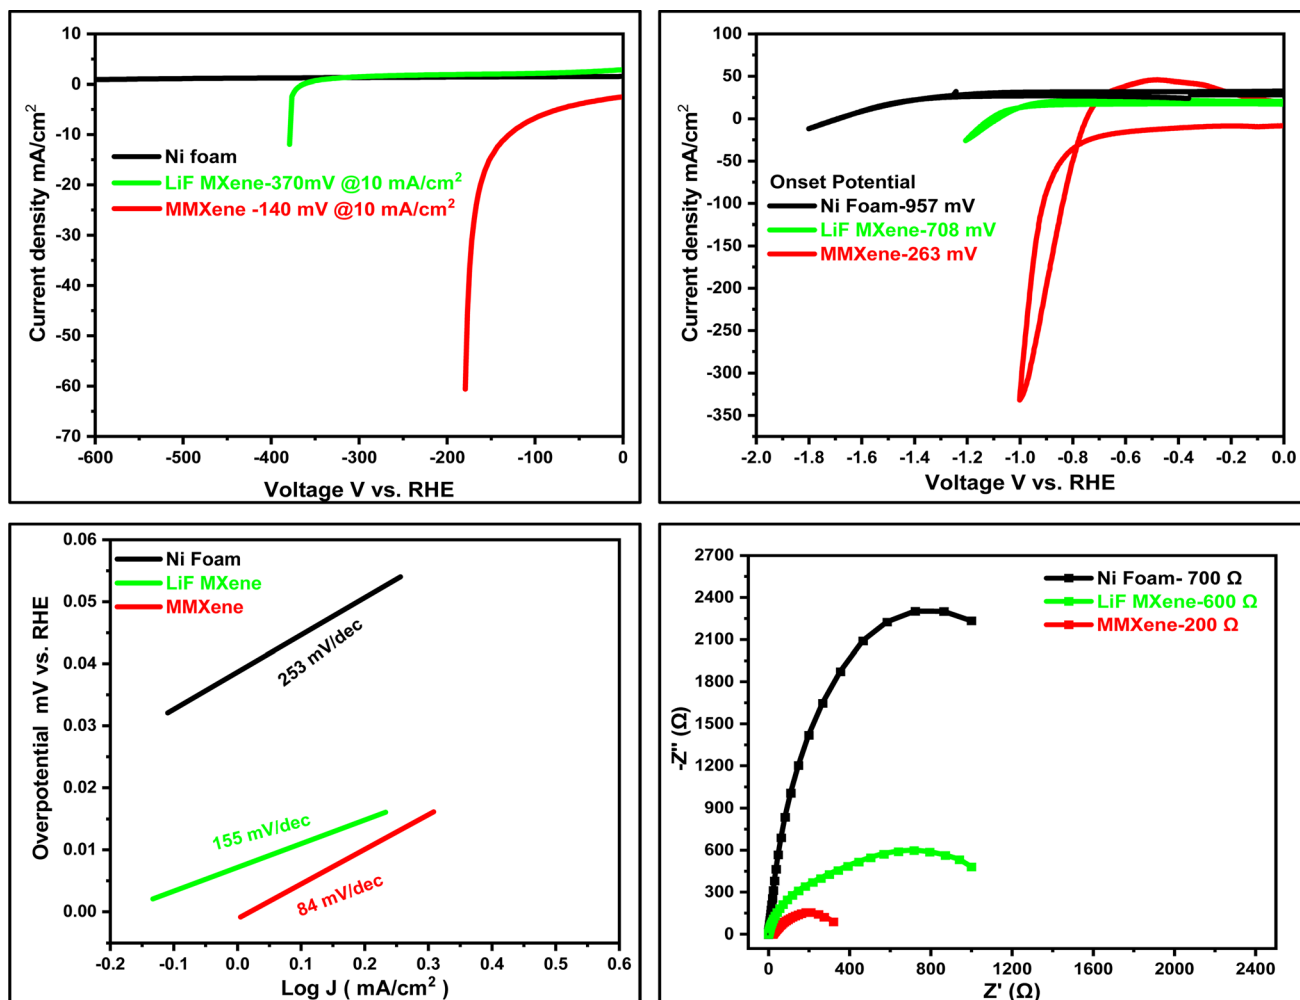 10
0
-10
-20
-30
-40
-50
-60
-70
Current density mA/cm²
Ni foam
LiF MXene-370mV @10 mA/cm²
MMXene -140 mV @10 mA/cm²
-600 -500 -400 -300 -200 -100 0
Voltage V vs. RHE
100
50
0
-50
-100
-150
-200
-250
-300
-350
Current density mA/cm²
Onset Potential
Ni Foam-957 mV
LiF MXene-708 mV
MMXene-263 mV
-2.0 -1.8 -1.6 -1.4 -1.2 -1.0 -0.8 -0.6 -0.4 -0.2 0.0
Voltage V vs. RHE
0.06
0.05
0.04
0.03
0.02
0.01
0.00
Overpotential mV vs. RHE
Ni Foam
LiF MXene
MMXene
253 mV/dec
155 mV/dec
84 mV/dec
-0.2 -0.1 0.0 0.1 0.2 0.3 0.4 0.5 0.6
Log J ( mA/cm² )
2700
2400
2100
1800
1500
1200
900
600
300
0
-Z'' (Ω)
Ni Foam- 700 Ω
LiF MXene-600 Ω
MMXene-200 Ω
0 400 800 1200 1600 2000 2400
Z' (Ω)